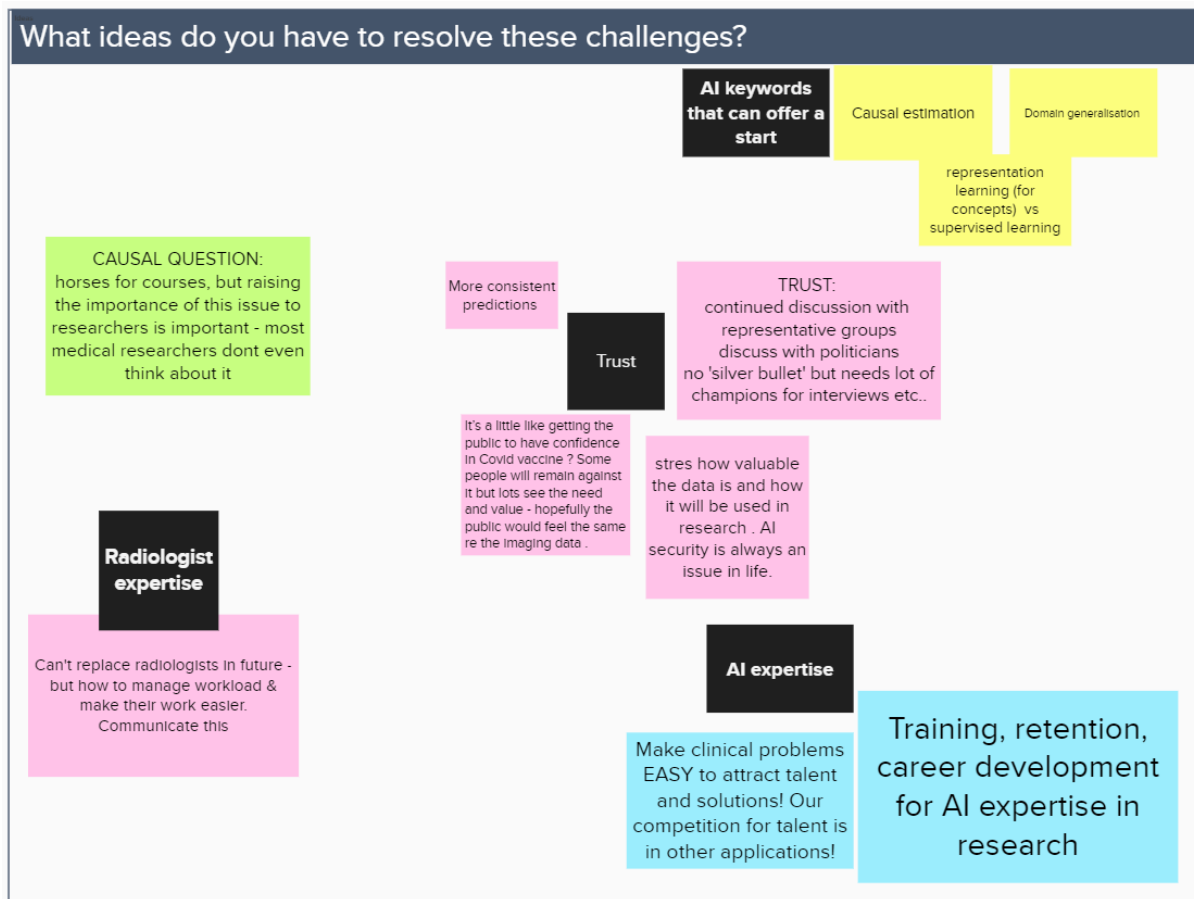 What ideas do you have to resolve these challenges?
AI keywords
that can offer a
start
Causal estimation
Domain generalisation
representation
learning (for
concepts) vs
supervised learning
CAUSAL QUESTION:
horses for courses, but raising
the importance of this issue to
researchers is important - most
medical researchers dont even
think about it
More consistent
predictions
Trust
TRUST:
continued discussion with
representative groups
discuss with politicians
no 'silver bullet' but needs lot of
champions for interviews etc..
It's a little like getting the
public to have confidence
in Covid vaccine ? Some
people will remain against
it but lots see the need
and value - hopefully the
public would feel the same
re the imaging data .
stres how valuable
the data is and how
it will be used in
research . AI
security is always an
issue in life.
Radiologist
expertise
Can't replace radiologists in future -
but how to manage workload &
make their work easier.
Communicate this
AI expertise
Make clinical problems
EASY to attract talent
and solutions! Our
competition for talent is
in other applications!
Training, retention,
career development
for AI expertise in
research